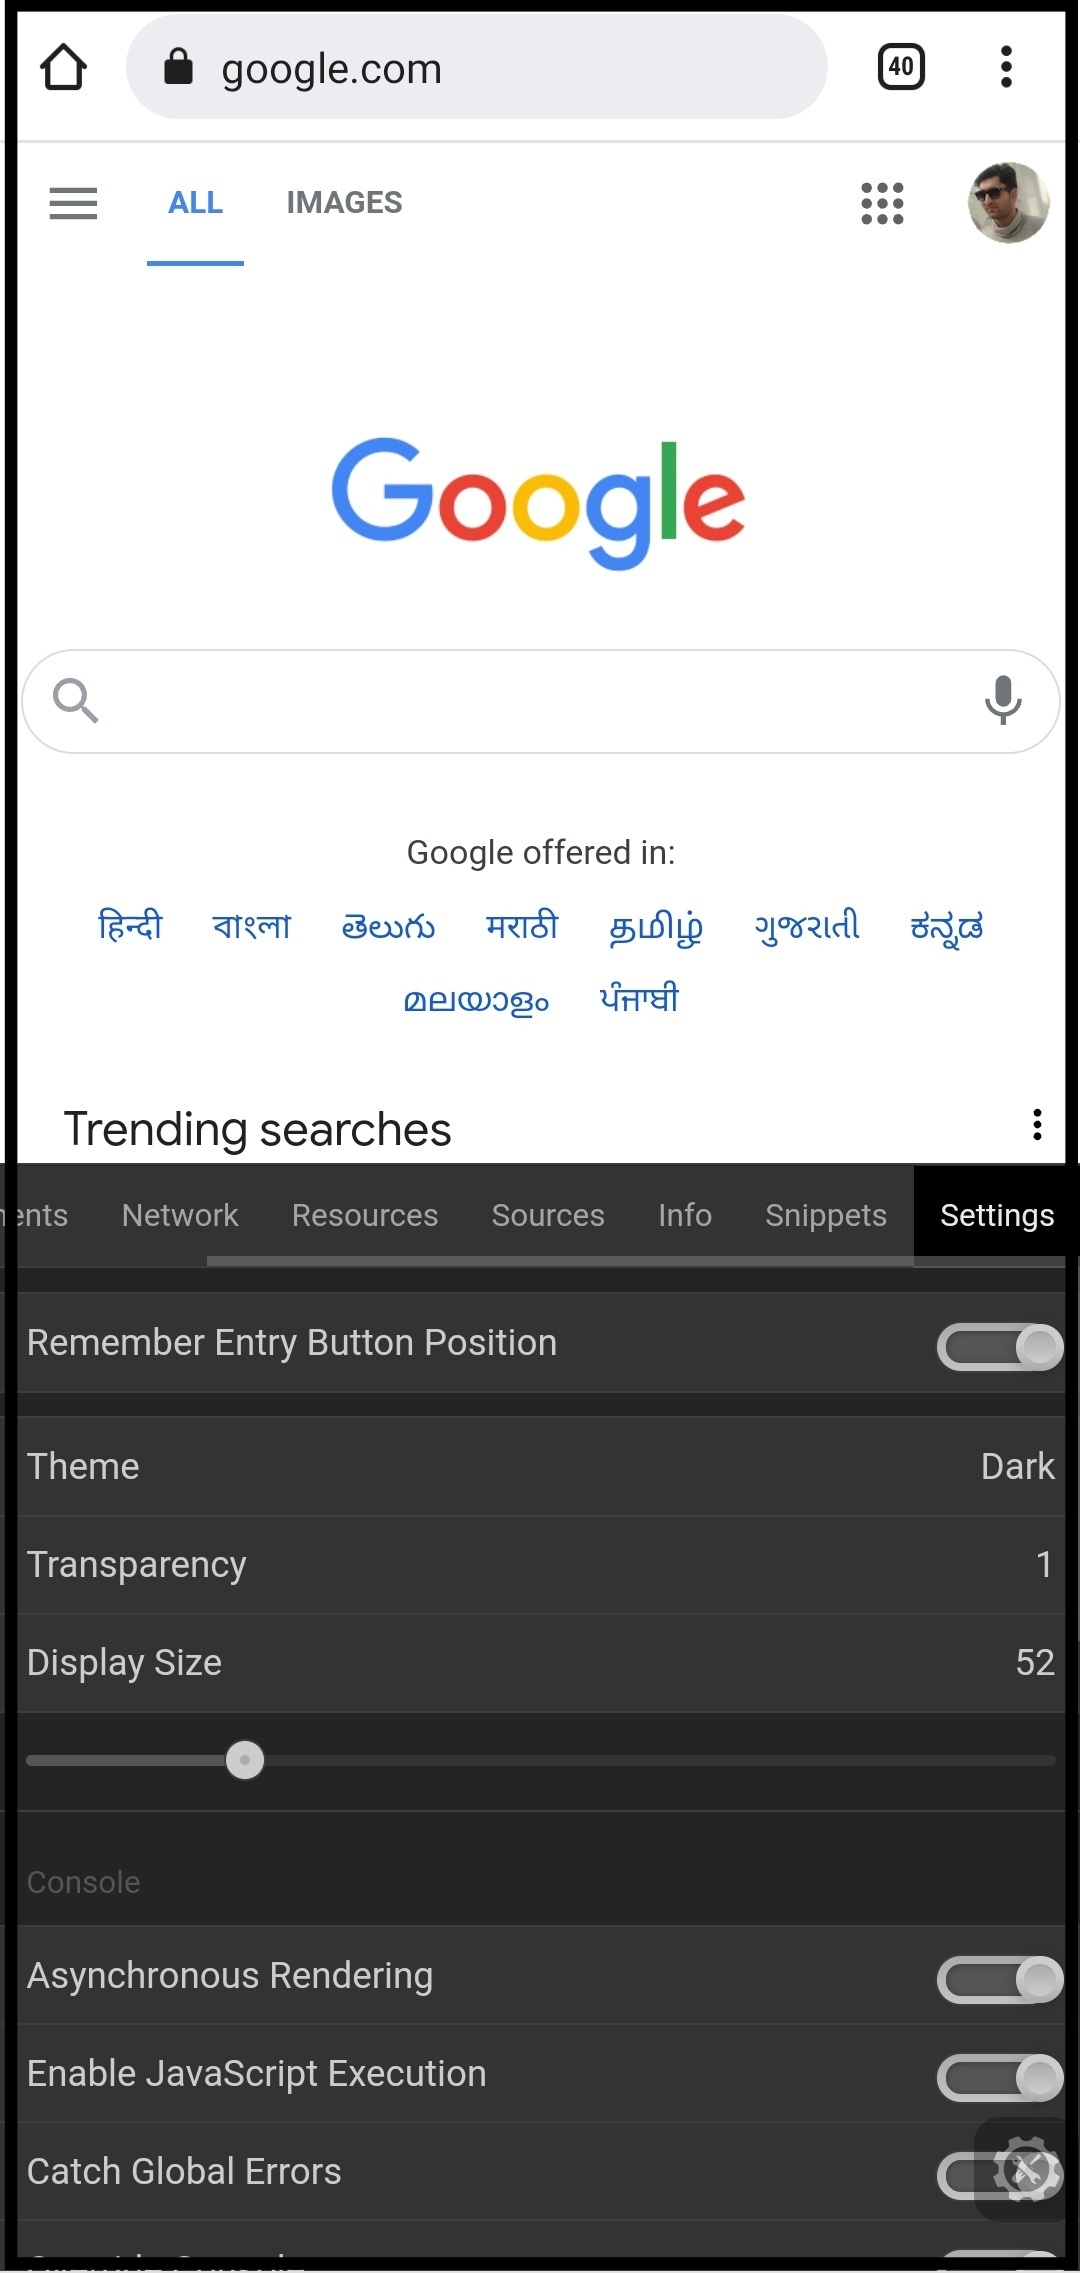 google.com 40
ALL IMAGES
Google
Google offered in:
हिन्दी বাংলা తెలుగు मराठी தமிழ் ગુજરાતી ಕನ್ನಡ
മലയാളം ਪੰਜਾਬੀ
Trending searches
Network Resources Sources Info Snippets Settings
Remember Entry Button Position
Theme Dark
Transparency 1
Display Size 52
Console
Asynchronous Rendering
Enable JavaScript Execution
Catch Global Errors